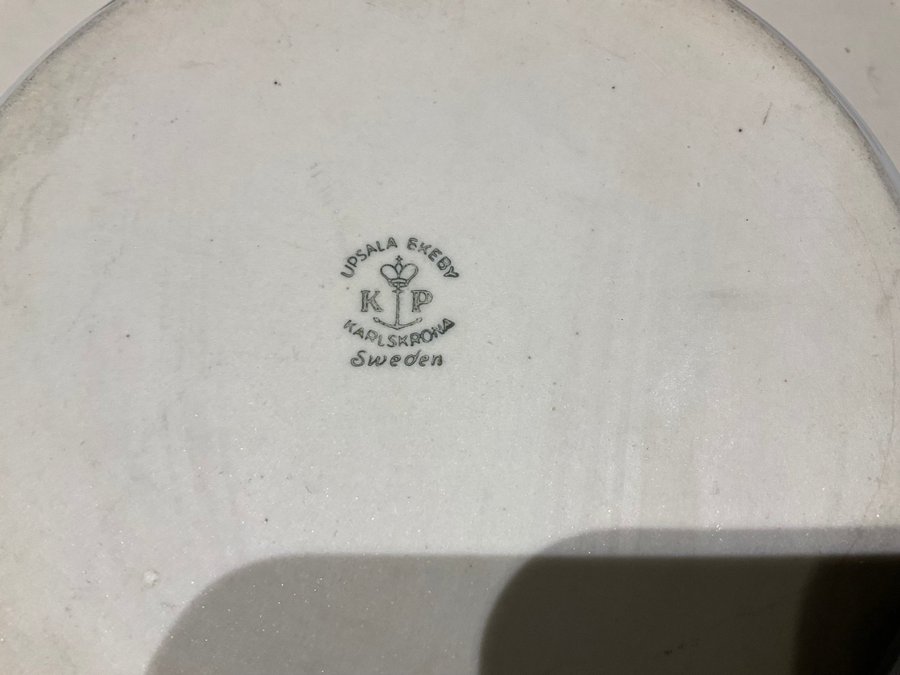 UPSALA EKEBY
K P
KARLSKRONA
Sweden